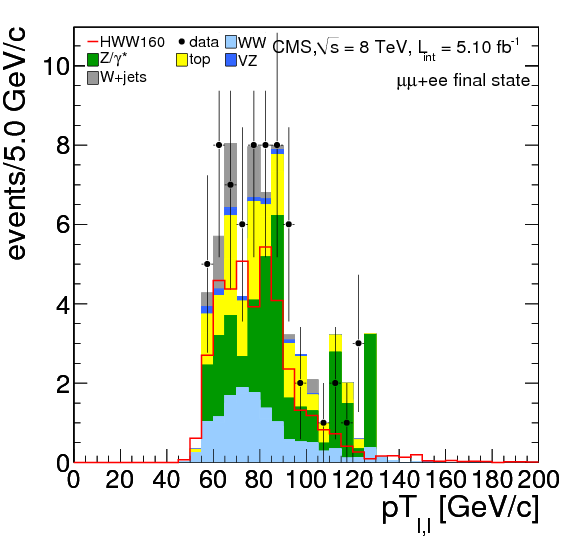 HWW160 data WW
Z/γ* top VZ
W+jets
CMS,√s = 8 TeV, L_int = 5.10 fb⁻¹
μμ+ee final state
events/5.0 GeV/c
10
8
6
4
2
0
0 20 40 60 80 100 120 140 160 180 200
pT_l,l [GeV/c]